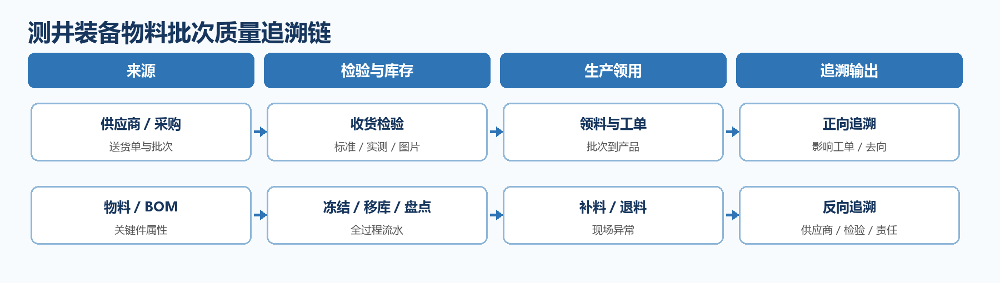 测井装备物料批次质量追溯链
来源
检验与库存
生产领用
追溯输出
供应商 / 采购
送货单与批次
收货检验
标准 / 实测 / 图片
领料与工单
批次到产品
正向追溯
影响工单 / 去向
物料 / BOM
关键件属性
冻结 / 移库 / 盘点
全过程流水
补料 / 退料
现场异常
反向追溯
供应商 / 检验 / 责任